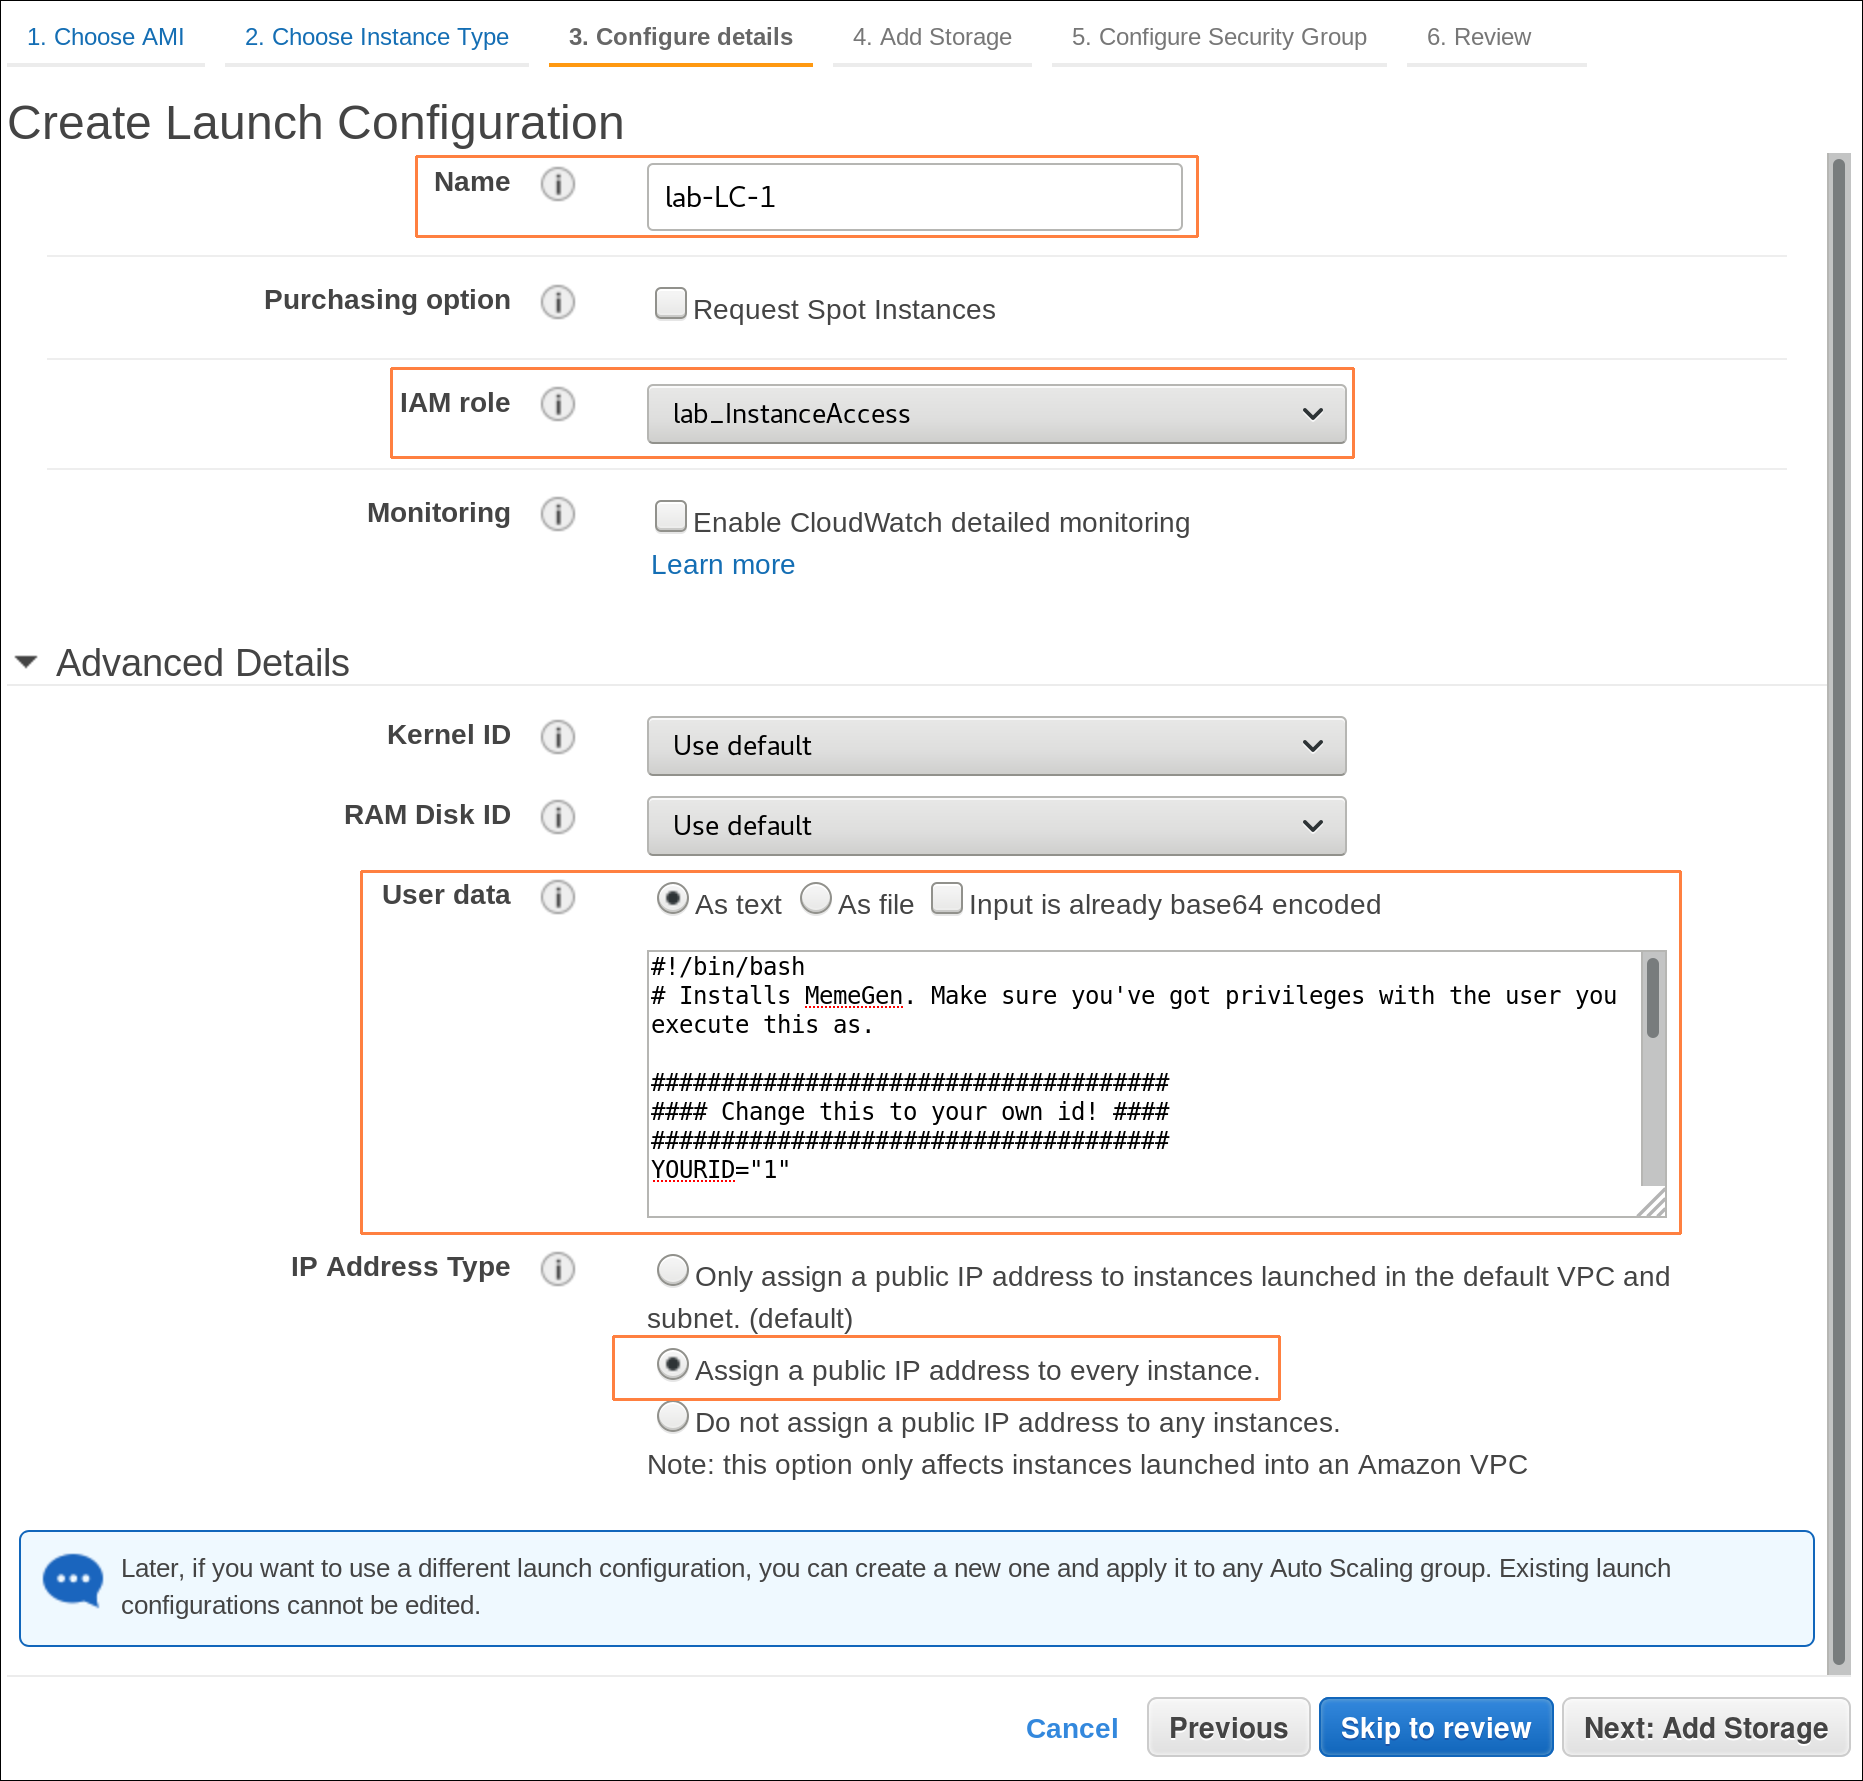 1. Choose AMI 2. Choose Instance Type 3. Configure details 4. Add Storage 5. Configure Security Group 6. Review
Create Launch Configuration
Name lab-LC-1
Purchasing option Request Spot Instances
IAM role lab_InstanceAccess
Monitoring Enable CloudWatch detailed monitoring
Learn more
Advanced Details
Kernel ID Use default
RAM Disk ID Use default
User data As text As file Input is already base64 encoded
#!/bin/bash
# Installs MemeGen. Make sure you've got privileges with the user you
execute this as.
#####################################
#### Change this to your own id! ####
#####################################
YOURID="1"
IP Address Type Only assign a public IP address to instances launched in the default VPC and
subnet. (default)
Assign a public IP address to every instance.
Do not assign a public IP address to any instances.
Note: this option only affects instances launched into an Amazon VPC
Later, if you want to use a different launch configuration, you can create a new one and apply it to any Auto Scaling group. Existing launch
configurations cannot be edited.
Cancel Previous Skip to review Next: Add Storage